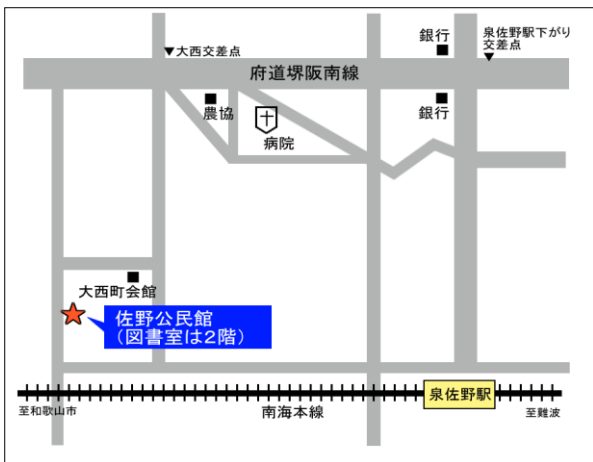 ▼大西交差点
銀行
泉佐野駅下がり
交差点
▼
府道堺阪南線
農協
病院
銀行
大西町会館
佐野公民館
(図書室は2階)
泉佐野駅
至和歌山市
南海本線
至難波